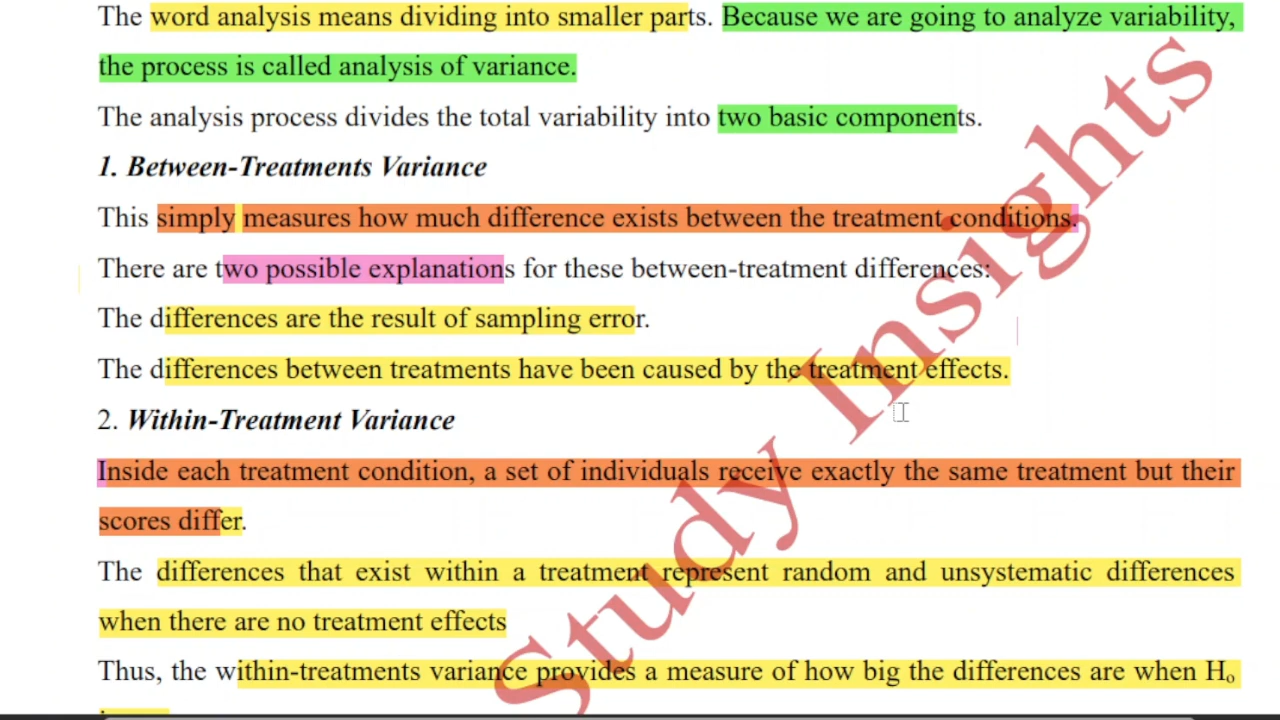 The word analysis means dividing into smaller parts. Because we are going to analyze variability,
the process is called analysis of variance.
The analysis process divides the total variability into two basic components.
1. Between-Treatments Variance
This simply measures how much difference exists between the treatment conditions.
There are two possible explanations for these between-treatment differences:
The differences are the result of sampling error.
The differences between treatments have been caused by the treatment effects.
2. Within-Treatment Variance
Inside each treatment condition, a set of individuals receive exactly the same treatment but their
scores differ.
The differences that exist within a treatment represent random and unsystematic differences
when there are no treatment effects
Thus, the within-treatments variance provides a measure of how big the differences are when H₀
Study Insights